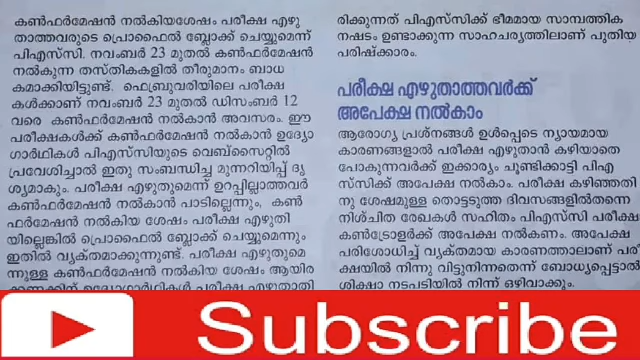 കൺഫർമേഷൻ നൽകിയശേഷം പരീക്ഷ എഴു
താത്തവരുടെ പ്രൊഫൈൽ ബ്ലോക്ക് ചെയ്യുമെന്ന്
പിഎസ്‌സി. നവംബർ 23 മുതൽ കൺഫർമേഷൻ
നൽകുന്ന തസ്തികകളിൽ തീരുമാനം ബാധ
കമാക്കിയിട്ടുണ്ട്. ഫെബ്രുവരിയിലെ പരീക്ഷ
കൾക്കാണ് നവംബർ 23 മുതൽ ഡിസംബർ 12
വരെ കൺഫർമേഷൻ നൽകാൻ അവസരം. ഈ
പരീക്ഷകൾക്ക് കൺഫർമേഷൻ നൽകാൻ ഉദ്യോ
ഗാർഥികൾ പിഎസ്‌സിയുടെ വെബ്സൈറ്റിൽ
പ്രവേശിച്ചാൽ ഇതു സംബന്ധിച്ച മുന്നറിയിപ്പ് ദൃ
ശ്യമാകും. പരീക്ഷ എഴുതുമെന്ന് ഉറപ്പില്ലാത്തവർ
കൺഫർമേഷൻ നൽകാൻ പാടില്ലെന്നും, കൺ
ഫർമേഷൻ നൽകിയ ശേഷം പരീക്ഷ എഴുതി
യില്ലെങ്കിൽ പ്രൊഫൈൽ ബ്ലോക്ക് ചെയ്യുമെന്നും
ഇതിൽ വ്യക്തമാക്കുന്നുണ്ട്. പരീക്ഷ എഴുതുമെ
ന്നുള്ള കൺഫർമേഷൻ നൽകിയ ശേഷം ആയിര
ക്കണക്കിന് ഉദ്യോഗാർഥികൾ പരീക്ഷ എഴുതാതി
രിക്കുന്നത് പിഎസ്‌സിക്ക് ഭീമമായ സാമ്പത്തിക
നഷ്ടം ഉണ്ടാക്കുന്ന സാഹചര്യത്തിലാണ് പുതിയ
പരിഷ്കാരം.
പരീക്ഷ എഴുതാത്തവർക്ക്
അപേക്ഷ നൽകാം
ആരോഗ്യ പ്രശ്നങ്ങൾ ഉൾപ്പെടെ ന്യായമായ
കാരണങ്ങളാൽ പരീക്ഷ എഴുതാൻ കഴിയാതെ
പോകുന്നവർക്ക് ഇക്കാര്യം ചൂണ്ടിക്കാട്ടി പിഎ
സ്‌സിക്ക് അപേക്ഷ നൽകാം. പരീക്ഷ കഴിഞ്ഞതി
നു ശേഷമുള്ള തൊട്ടടുത്ത ദിവസങ്ങളിൽതന്നെ
നിശ്ചിത രേഖകൾ സഹിതം പിഎസ്‌സി പരീക്ഷ
കൺട്രോളർക്ക് അപേക്ഷ നൽകണം. അപേക്ഷ
പരിശോധിച്ച് വ്യക്തമായ കാരണത്താലാണ് പരീ
ക്ഷയിൽ നിന്നു വിട്ടുനിന്നതെന്ന് ബോധ്യപ്പെട്ടാൽ
ശിക്ഷാ നടപടിയിൽ നിന്ന് ഒഴിവാക്കും.
Subscribe